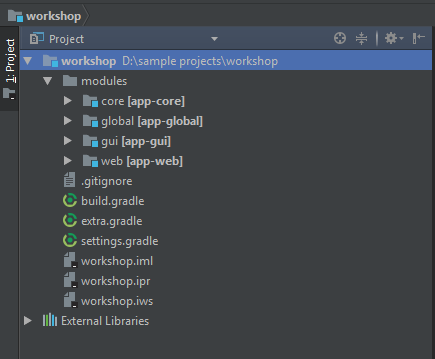 workshop
Project
1: Project
workshop D:\sample projects\workshop
modules
core [app-core]
global [app-global]
gui [app-gui]
web [app-web]
.gitignore
build.gradle
extra.gradle
settings.gradle
workshop.iml
workshop.ipr
workshop.iws
External Libraries